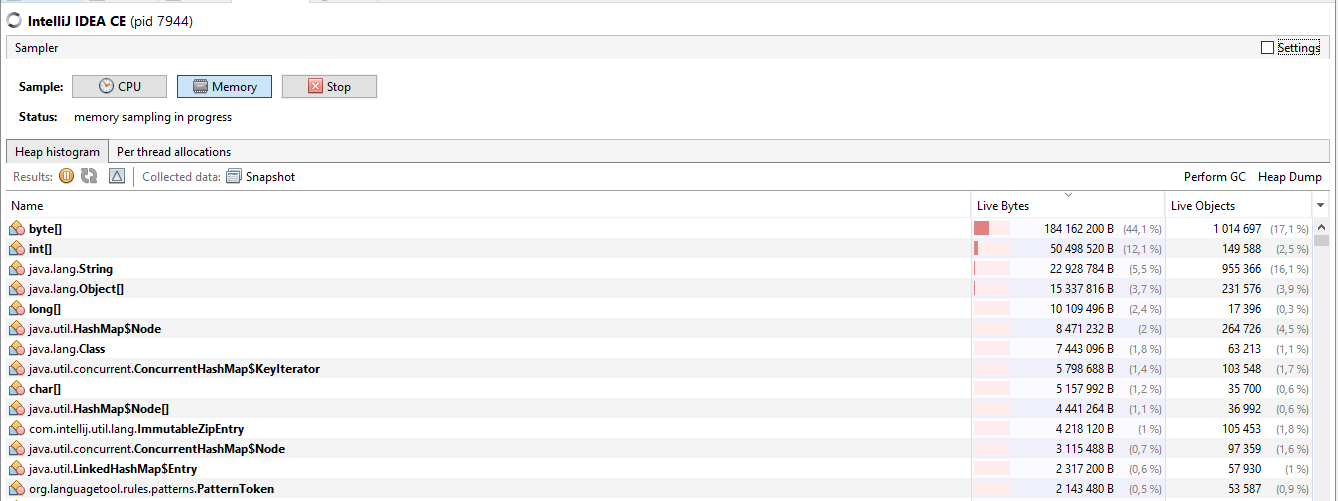 IntelliJ IDEA CE (pid 7944)
Sampler Settings
Sample: CPU Memory Stop
Status: memory sampling in progress
Heap histogram Per thread allocations
Results: Collected data: Snapshot Perform GC Heap Dump
Name Live Bytes Live Objects
byte[] 184 162 200 B (44,1 %) 1 014 697 (17,1 %)
int[] 50 498 520 B (12,1 %) 149 588 (2,5 %)
java.lang.String 22 928 784 B (5,5 %) 955 366 (16,1 %)
java.lang.Object[] 15 337 816 B (3,7 %) 231 576 (3,9 %)
long[] 10 109 496 B (2,4 %) 17 396 (0,3 %)
java.util.HashMap$Node 8 471 232 B (2 %) 264 726 (4,5 %)
java.lang.Class 7 443 096 B (1,8 %) 63 213 (1,1 %)
java.util.concurrent.ConcurrentHashMap$KeyIterator 5 798 688 B (1,4 %) 103 548 (1,7 %)
char[] 5 157 992 B (1,2 %) 35 700 (0,6 %)
java.util.HashMap$Node[] 4 441 264 B (1,1 %) 36 992 (0,6 %)
com.intellij.util.lang.ImmutableZipEntry 4 218 120 B (1 %) 105 453 (1,8 %)
java.util.concurrent.ConcurrentHashMap$Node 3 115 488 B (0,7 %) 97 359 (1,6 %)
java.util.LinkedHashMap$Entry 2 317 200 B (0,6 %) 57 930 (1 %)
org.languagetool.rules.patterns.PatternToken 2 143 480 B (0,5 %) 53 587 (0,9 %)